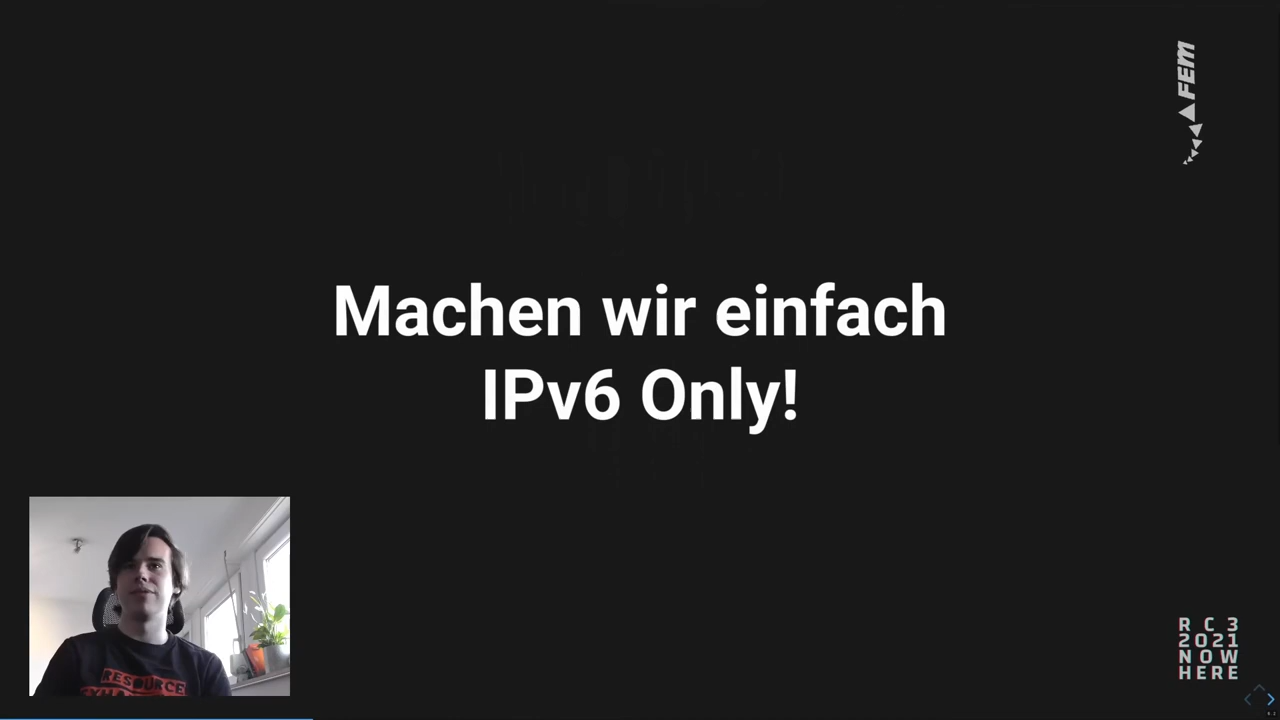 FEM
Machen wir einfach
IPv6 Only!
RESOURCE
RC3
2021
NOW
HERE